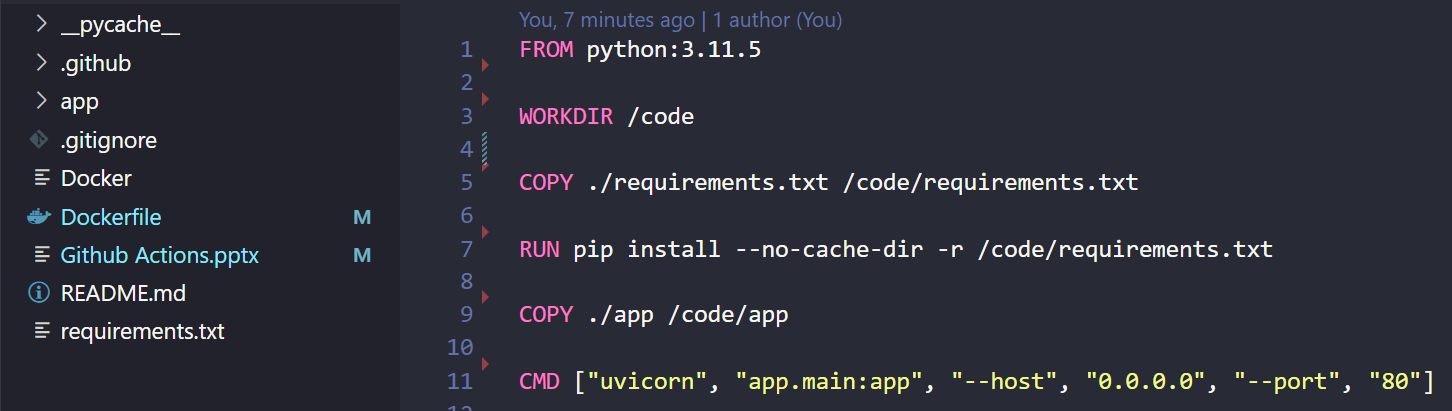 __pycache__
.github
app
.gitignore
Docker
Dockerfile M
Github Actions.pptx M
README.md
requirements.txt
You, 7 minutes ago | 1 author (You)
1 FROM python:3.11.5
2
3 WORKDIR /code
4
5 COPY ./requirements.txt /code/requirements.txt
6
7 RUN pip install --no-cache-dir -r /code/requirements.txt
8
9 COPY ./app /code/app
10
11 CMD ["uvicorn", "app.main:app", "--host", "0.0.0.0", "--port", "80"]